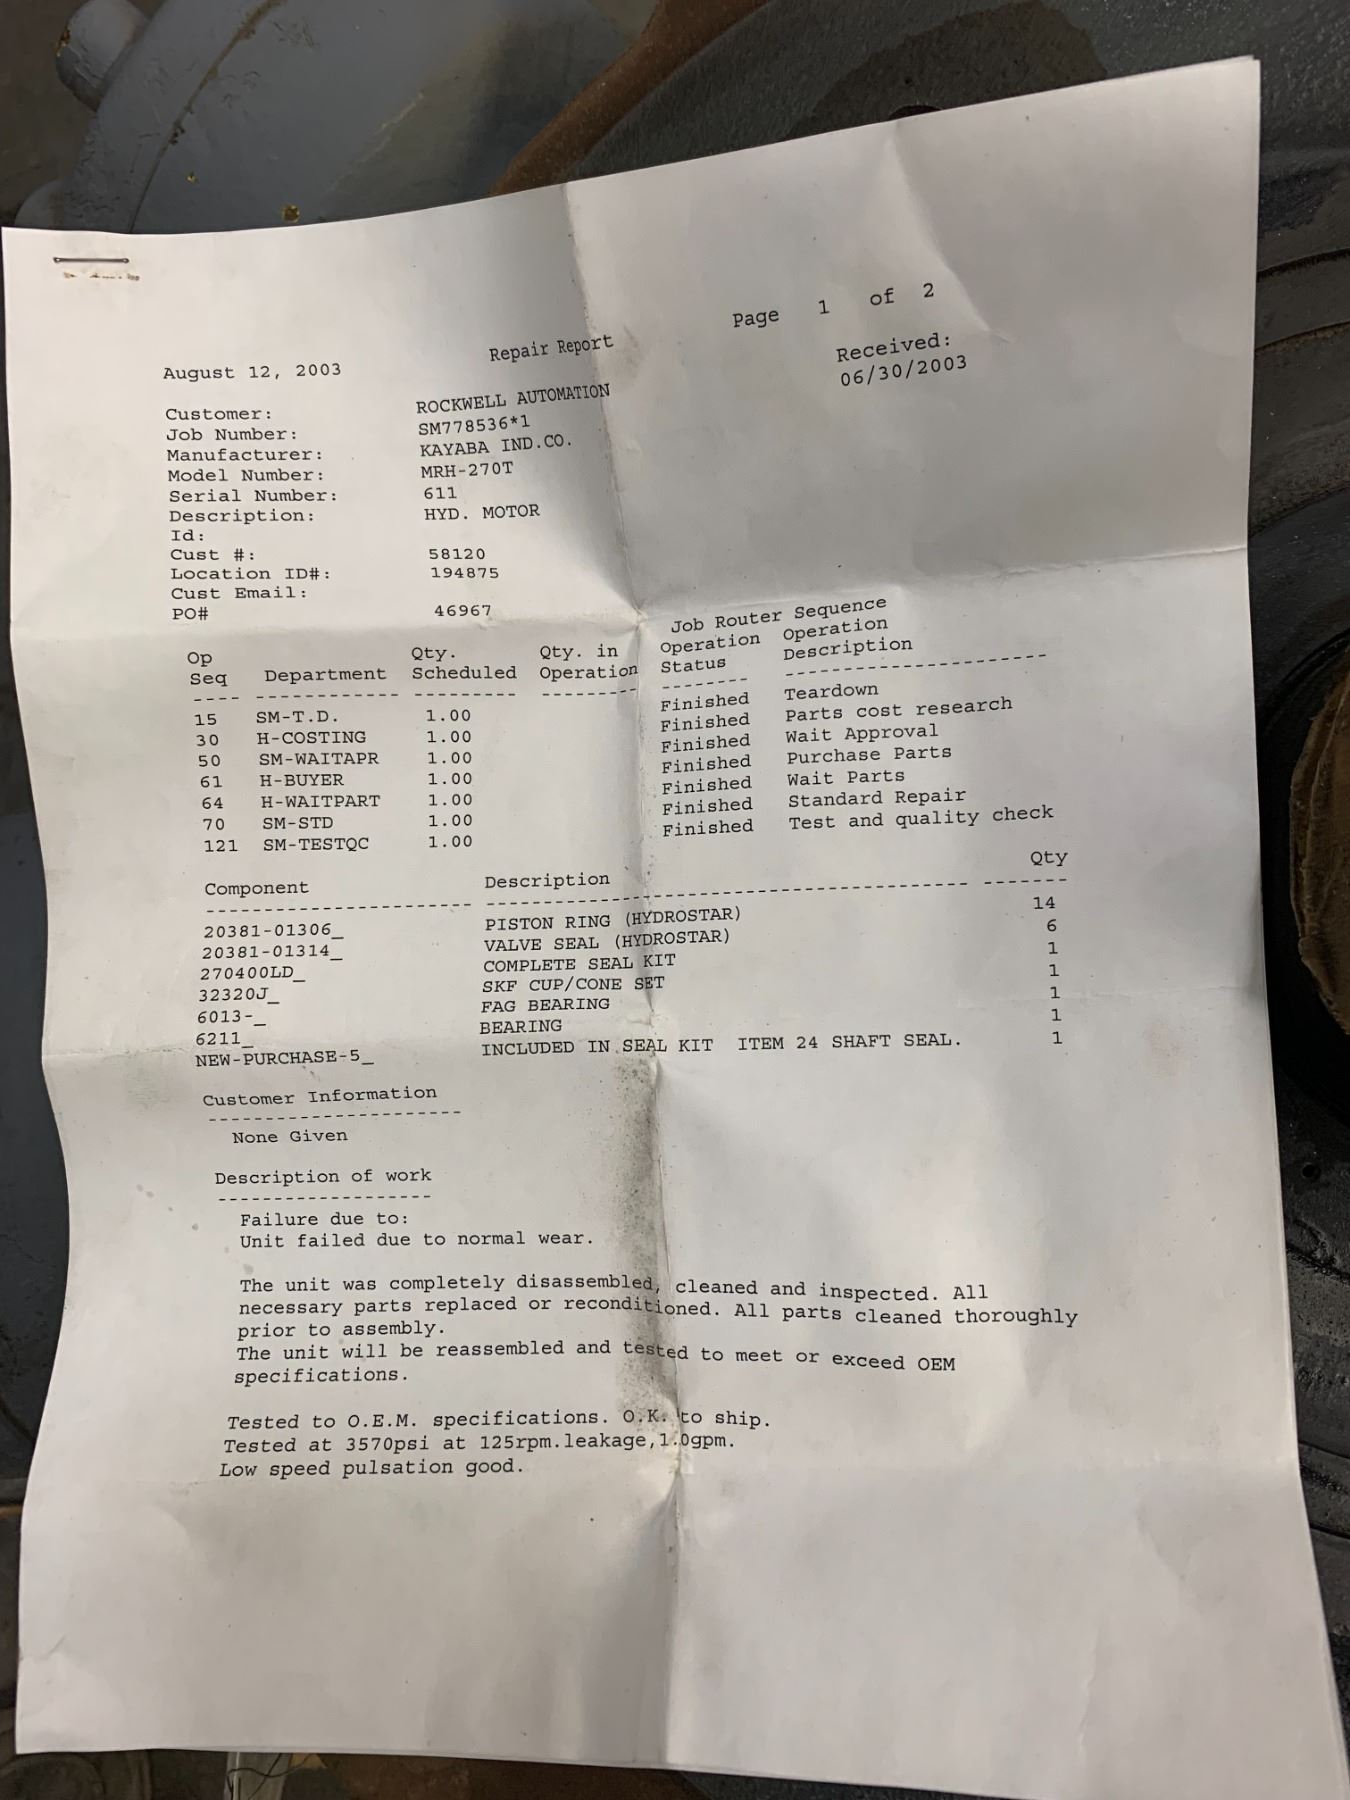 Page 1 of 2
Repair Report
August 12, 2003
Received:
06/30/2003
Customer: ROCKWELL AUTOMATION
Job Number: SM778536*1
Manufacturer: KAYABA IND.CO.
Model Number: MRH-270T
Serial Number: 611
Description: HYD. MOTOR
Id:
Cust #: 58120
Location ID#: 194875
Cust Email:
PO# 46967
Job Router Sequence
Op Qty. Qty. in Operation Operation
Seq Department Scheduled Operation Status Description
---- ------------- --------- --------- -------- -----------------------
15 SM-T.D. 1.00 Finished Teardown
30 H-COSTING 1.00 Finished Parts cost research
50 SM-WAITAPR 1.00 Finished Wait Approval
61 H-BUYER 1.00 Finished Purchase Parts
64 H-WAITPART 1.00 Finished Wait Parts
70 SM-STD 1.00 Finished Standard Repair
121 SM-TESTQC 1.00 Finished Test and quality check
Component Description Qty
------------------------ ------------------------------------------ -------
20381-01306_ PISTON RING (HYDROSTAR) 14
20381-01314_ VALVE SEAL (HYDROSTAR) 6
270400LD_ COMPLETE SEAL KIT 1
32320J_ SKF CUP/CONE SET 1
6013-_ FAG BEARING 1
6211_ BEARING 1
NEW-PURCHASE-5_ INCLUDED IN SEAL KIT ITEM 24 SHAFT SEAL. 1
Customer Information
----------------------
None Given
Description of work
-------------------
Failure due to:
Unit failed due to normal wear.
The unit was completely disassembled, cleaned and inspected. All
necessary parts replaced or reconditioned. All parts cleaned thoroughly
prior to assembly.
The unit will be reassembled and tested to meet or exceed OEM
specifications.
Tested to O.E.M. specifications. O.K. to ship.
Tested at 3570psi at 125rpm.leakage,1.0gpm.
Low speed pulsation good.